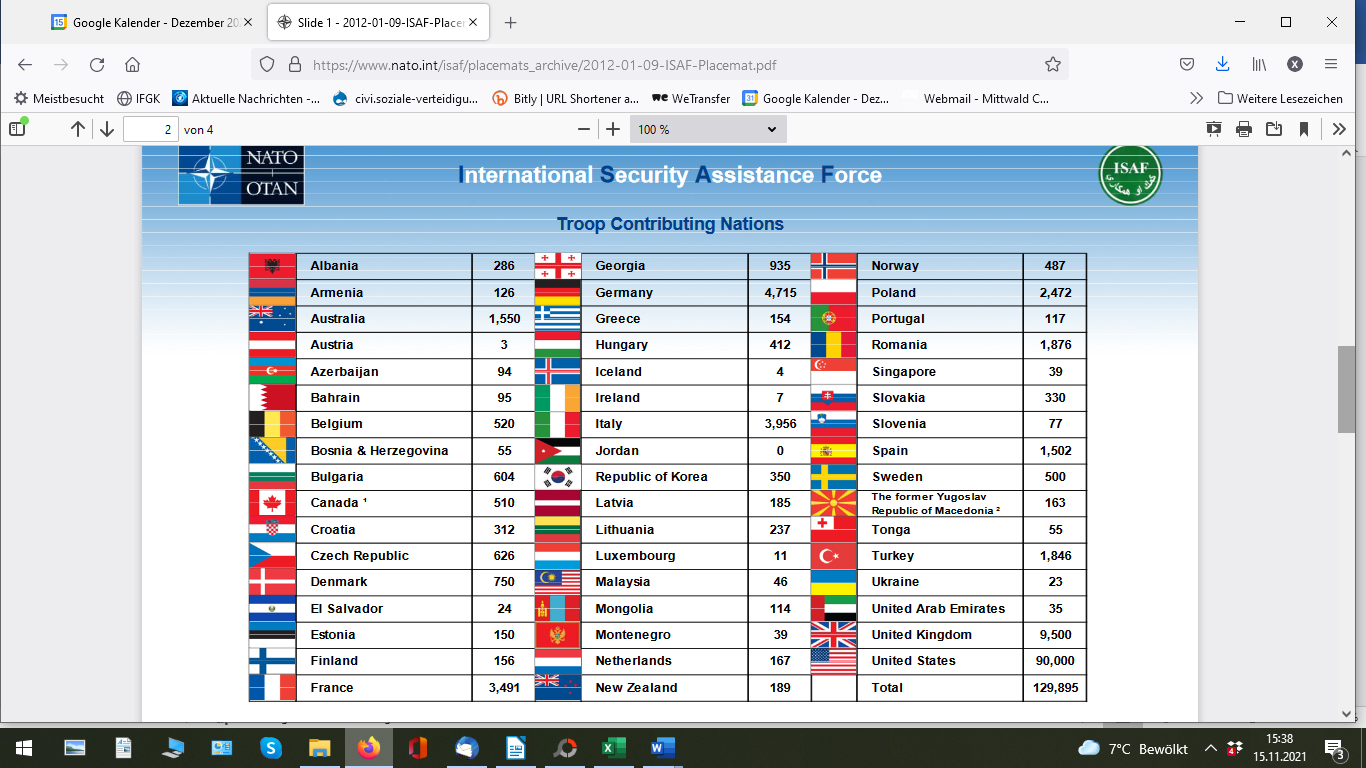 Google Kalender - Dezember 20
Slide 1 - 2012-01-09-ISAF-Placem
https://www.nato.int/isaf/placemats_archive/2012-01-09-ISAF-Placemat.pdf
Meistbesucht IFGK Aktuelle Nachrichten -... civi.soziale-verteidigu... Bitly | URL Shortener a... WeTransfer Google Kalender - Dez... Webmail - Mittwald C... Weitere Lesezeichen
2 von 4 100 %
NATO
OTAN
International Security Assistance Force
ISAF
کمک او همکاری
Troop Contributing Nations
Albania 286 Georgia 935 Norway 487
Armenia 126 Germany 4,715 Poland 2,472
Australia 1,550 Greece 154 Portugal 117
Austria 3 Hungary 412 Romania 1,876
Azerbaijan 94 Iceland 4 Singapore 39
Bahrain 95 Ireland 7 Slovakia 330
Belgium 520 Italy 3,956 Slovenia 77
Bosnia & Herzegovina 55 Jordan 0 Spain 1,502
Bulgaria 604 Republic of Korea 350 Sweden 500
Canada ¹ 510 Latvia 185 The former Yugoslav
Republic of Macedonia ² 163
Croatia 312 Lithuania 237 Tonga 55
Czech Republic 626 Luxembourg 11 Turkey 1,846
Denmark 750 Malaysia 46 Ukraine 23
El Salvador 24 Mongolia 114 United Arab Emirates 35
Estonia 150 Montenegro 39 United Kingdom 9,500
Finland 156 Netherlands 167 United States 90,000
France 3,491 New Zealand 189 Total 129,895
7°C Bewölkt
15:38
15.11.2021
3